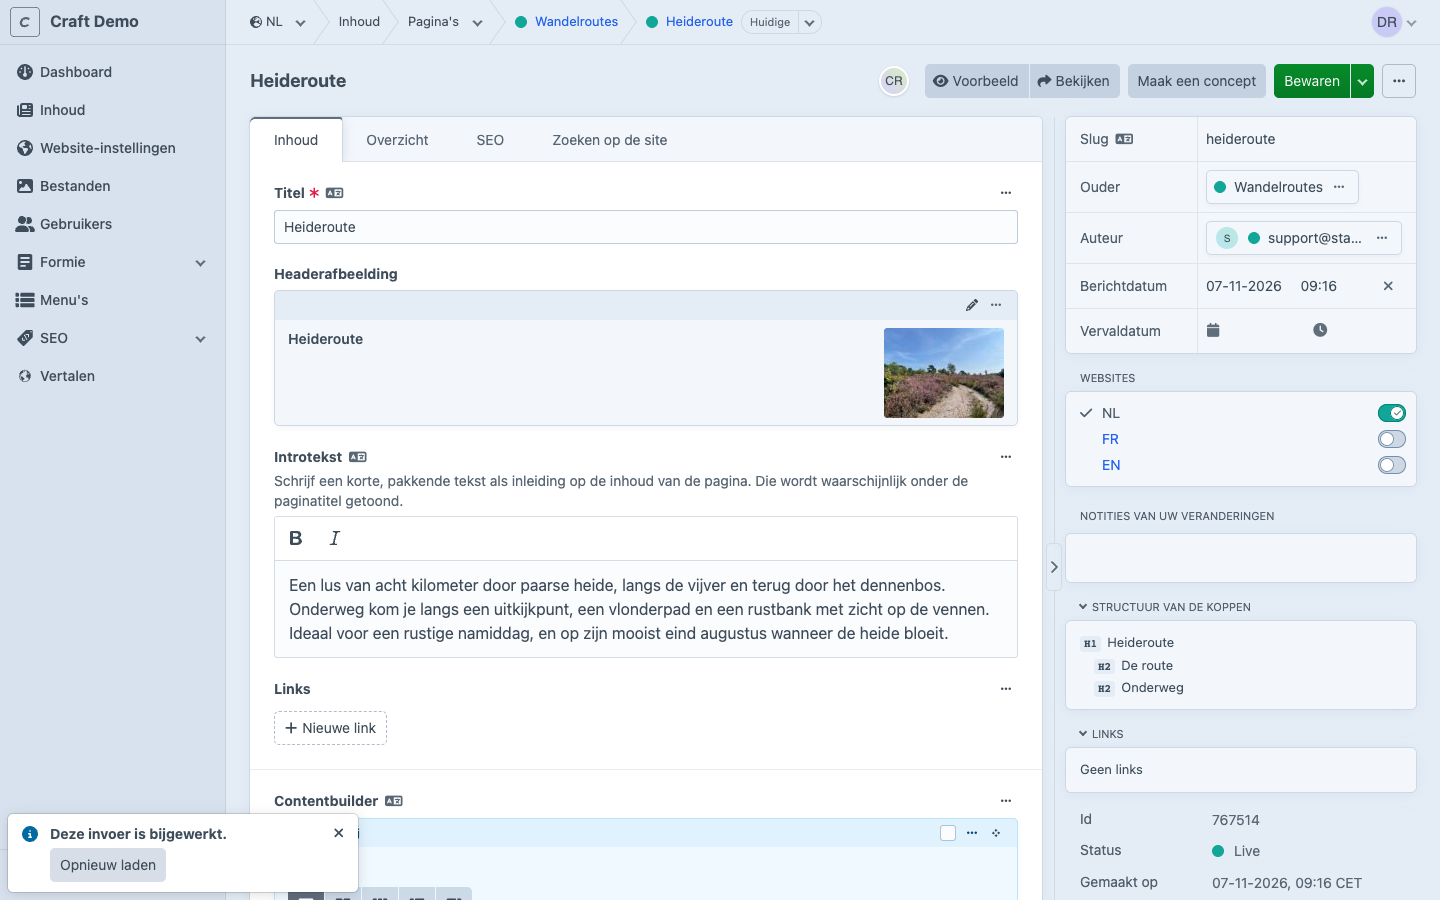 C Craft Demo
NL
Inhoud
Pagina's
Wandelroutes
Heideroute
Huidige
DR
Dashboard
Inhoud
Website-instellingen
Bestanden
Gebruikers
Formie
Menu's
SEO
Vertalen
Heideroute
CR
Voorbeeld
Bekijken
Maak een concept
Bewaren
Inhoud
Overzicht
SEO
Zoeken op de site
Titel
Heideroute
Headerafbeelding
Heideroute
Introtekst
Schrijf een korte, pakkende tekst als inleiding op de inhoud van de pagina. Die wordt waarschijnlijk onder de
paginatitel getoond.
B I
Een lus van acht kilometer door paarse heide, langs de vijver en terug door het dennenbos.
Onderweg kom je langs een uitkijkpunt, een vlonderpad en een rustbank met zicht op de vennen.
Ideaal voor een rustige namiddag, en op zijn mooist eind augustus wanneer de heide bloeit.
Links
Nieuwe link
Contentbuilder
Deze invoer is bijgewerkt.
Opnieuw laden
Slug
heideroute
Ouder
Wandelroutes
Auteur
S support@sta...
Berichtdatum
07-11-2026 09:16
Vervaldatum
WEBSITES
NL
FR
EN
NOTITIES VAN UW VERANDERINGEN
STRUCTUUR VAN DE KOPPEN
H1 Heideroute
H2 De route
H2 Onderweg
LINKS
Geen links
Id 767514
Status Live
Gemaakt op 07-11-2026, 09:16 CET